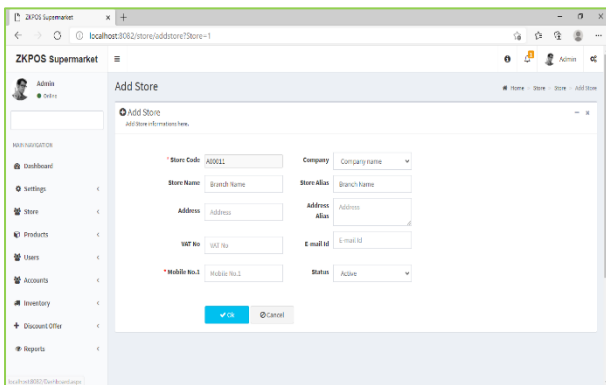 ZKPOS Supermarket
localhost:8082/store/addstore?Store=1
ZKPOS Supermarket
Admin
Admin
Online
Add Store
Home - Store - Store - Add Store
Add Store
Add Store informations here.
MAIN NAVIGATION
Dashboard
Settings
Store
Products
Users
Accounts
Inventory
Discount Offer
Reports
* Store Code A00011 Company Company name
Store Name Branch Name Store Alias Branch Name
Address Address Address Alias Address
VAT No VAT No E mail Id E-mail Id
* Mobile No.1 Mobile No.1 Status Active
Ok Cancel